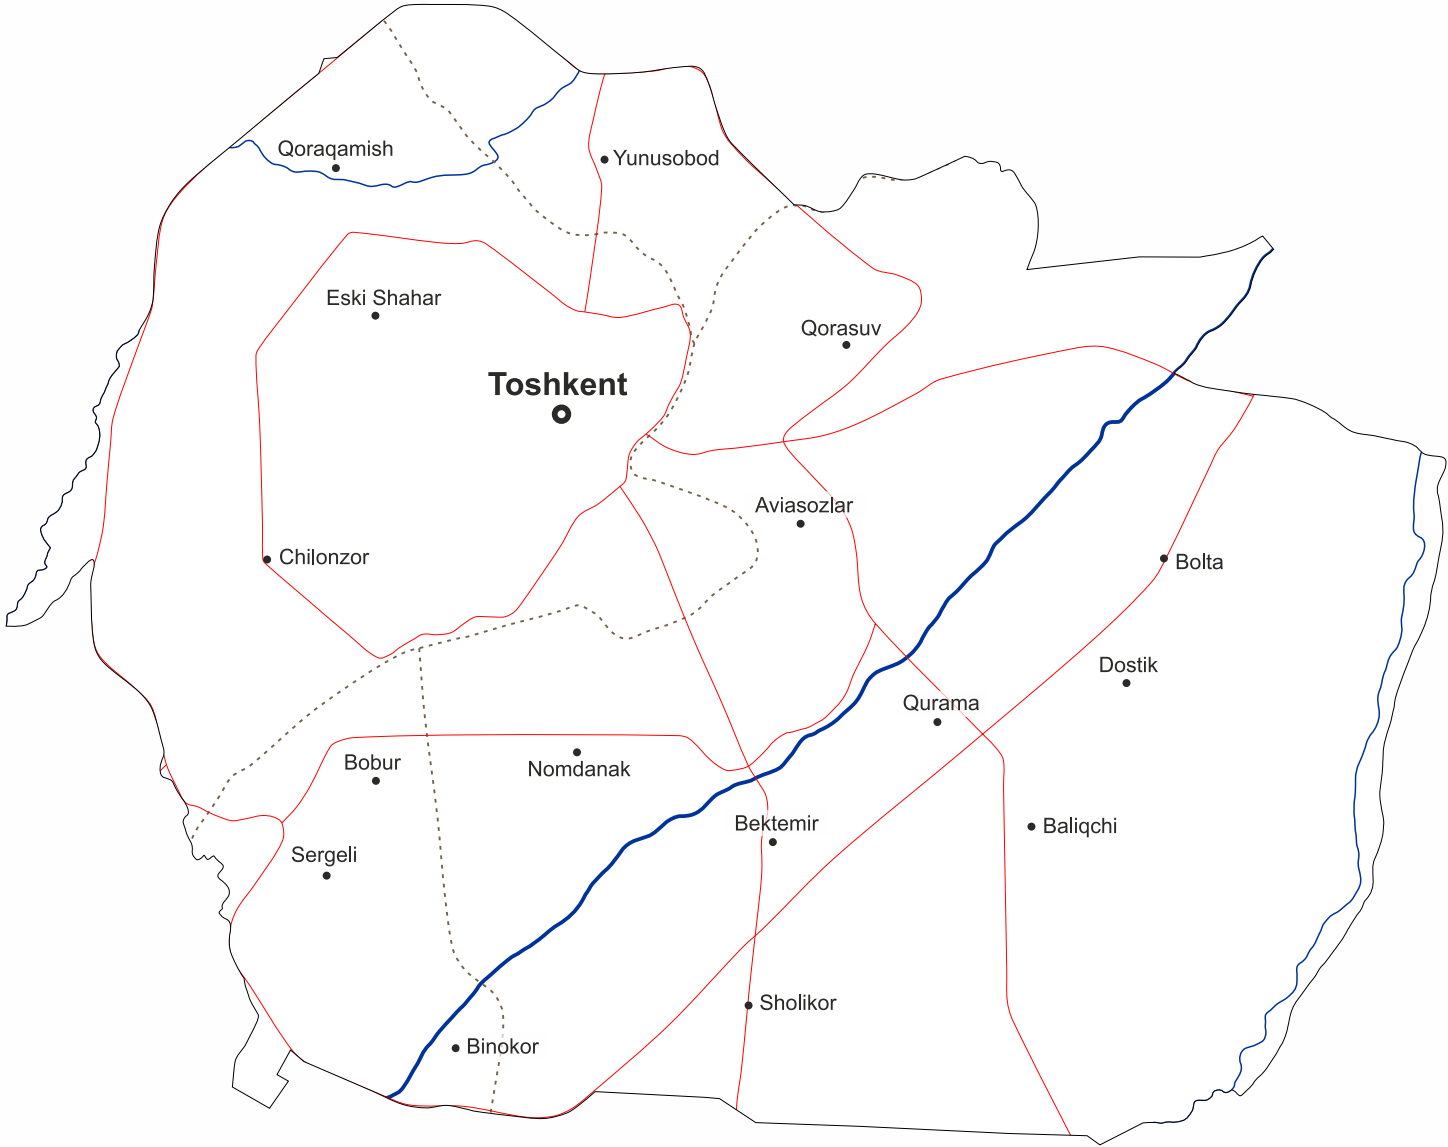 Qoraqamish
Yunusobod
Eski Shahar
Qorasuv
Toshkent
Aviasozlar
Chilonzor
Bolta
Dostik
Qurama
Bobur
Nomdanak
Bektemir
Baliqchi
Sergeli
Sholikor
Binokor